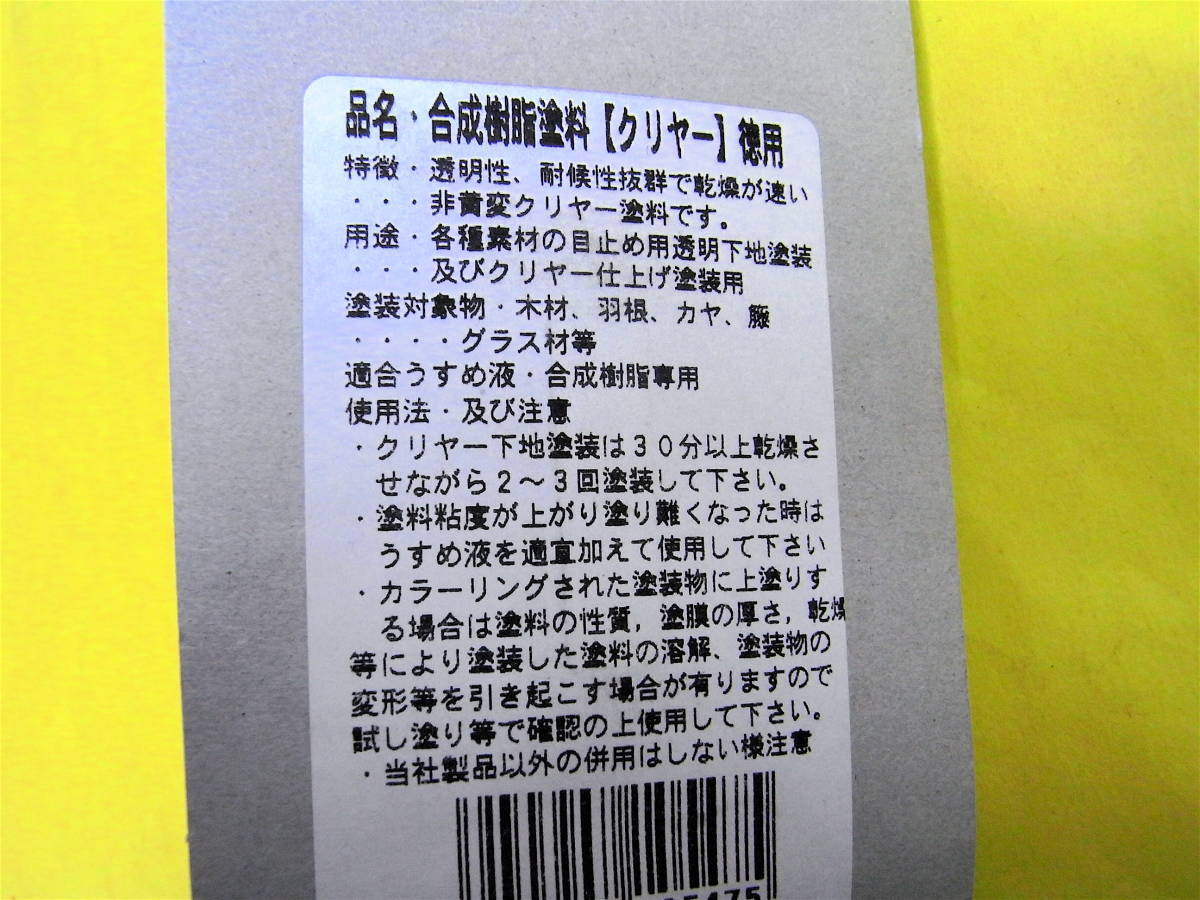 品名・合成樹脂塗料【クリヤー】徳用
特徴・透明性、耐候性抜群で乾燥が速い
・・・非黄変クリヤー塗料です。
用途・各種素材の目止め用透明下地塗装
・・・及びクリヤー仕上げ塗装用
塗装対象物・木材、羽根、カヤ、籐
・・・・グラス材等
適合うすめ液・合成樹脂専用
使用法・及び注意
・クリヤー下地塗装は30分以上乾燥さ
せながら2～3回塗装して下さい。
・塗料粘度が上がり塗り難くなった時は
うすめ液を適宜加えて使用して下さい
・カラーリングされた塗装物に上塗りす
る場合は塗料の性質，塗膜の厚さ，乾燥
等により塗装した塗料の溶解、塗装物の
変形等を引き起こす場合が有りますので
試し塗り等で確認の上使用して下さい。
・当社製品以外の併用はしない様注意
5475